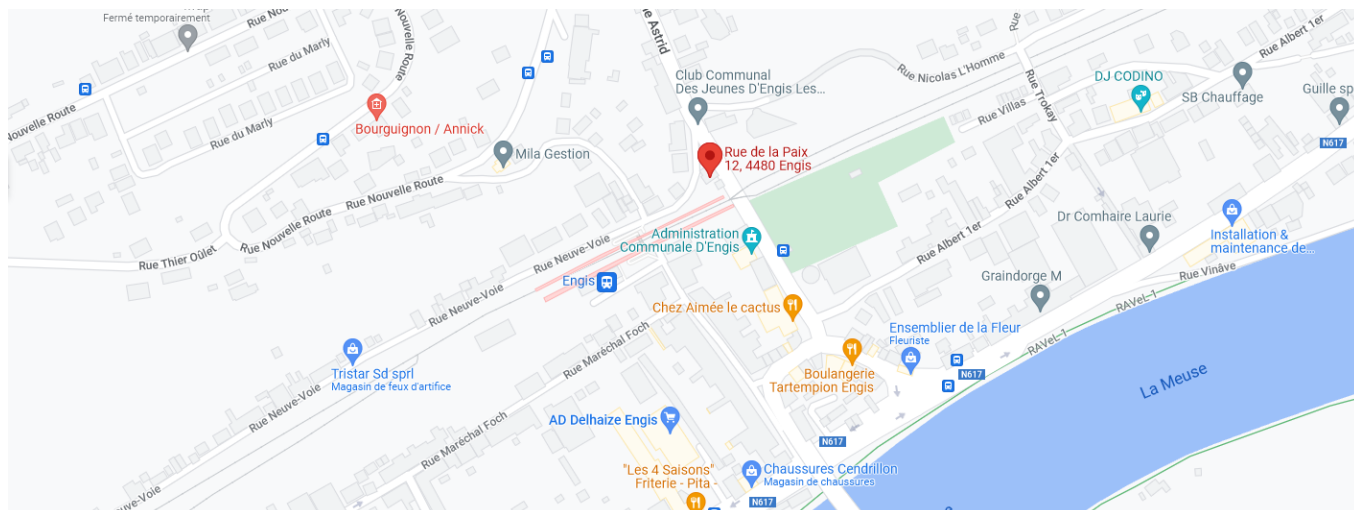 Fermé temporairement
Rue du Marly
Nouvelle Route
Rue Astrid
Club Communal
Des Jeunes D'Engis Les...
Rue Nicolas L'Homme
Rue Albert 1er
DJ CODINO
SB Chauffage
Guille sp
Rue Villas
Rue Trokay
N617
Nouvelle Route
Rue du Marly
Bourguignon / Annick
Mila Gestion
Rue de la Paix
12, 4480 Engis
Rue Albert 1er
Rue Nouvelle Route
Rue Nouvelle Route
Rue Thier Oûlet
Rue Neuve-Voie
Administration
Communale D'Engis
Dr Comhaire Laurie
Installation &
maintenance de...
Rue Albert 1er
Engis
Graindorge M
Rue Vinâve
RAVeL-1
Rue Neuve-Voie
Chez Aimée le cactus
Ensemblier de la Fleur
Fleuriste
RAVeL-1
Rue Maréchal Foch
Tristar Sd sprl
Magasin de feux d'artifice
Boulangerie
Tartempion Engis
N617
La Meuse
Rue Neuve-Voie
AD Delhaize Engis
Rue Maréchal Foch
N617
"Les 4 Saisons"
Friterie - Pita -
Chaussures Cendrillon
Magasin de chaussures
N617